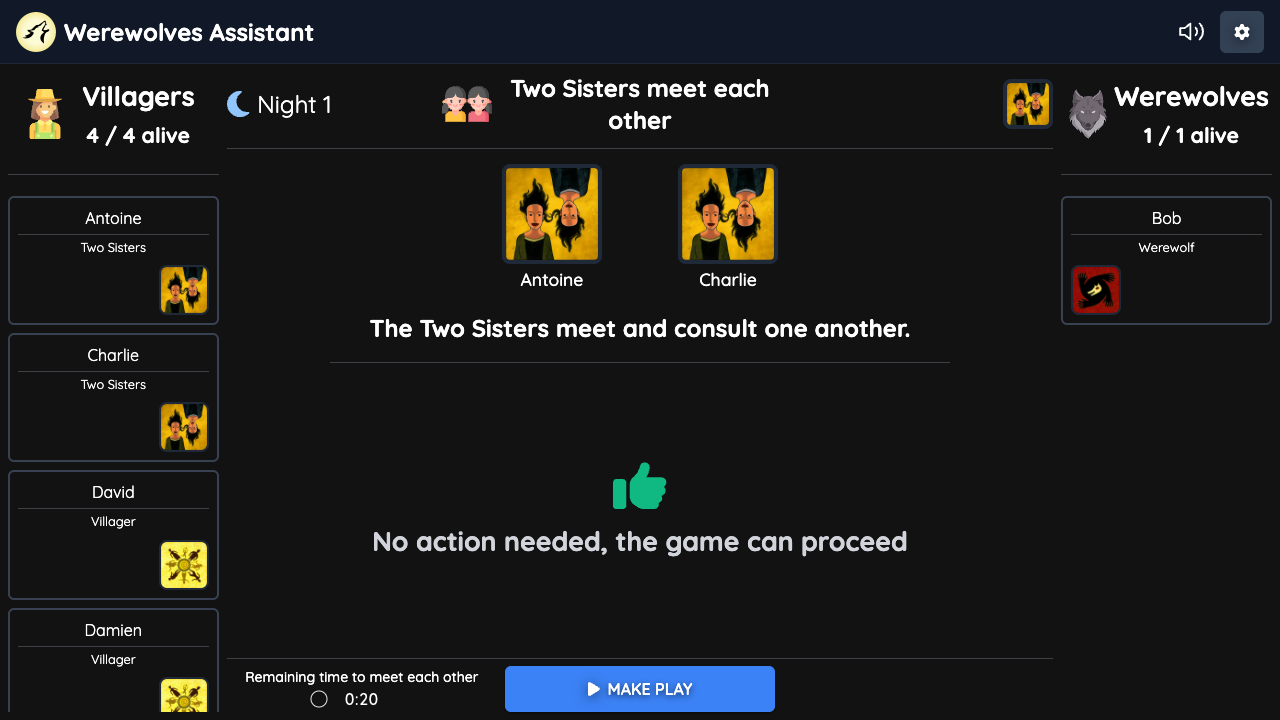 Werewolves Assistant
Villagers
4 / 4 alive
Night 1
Two Sisters meet each
other
Werewolves
1 / 1 alive
Antoine
Two Sisters
Charlie
Two Sisters
David
Villager
Damien
Villager
Antoine
Charlie
The Two Sisters meet and consult one another.
No action needed, the game can proceed
Remaining time to meet each other
0:20
MAKE PLAY
Bob
Werewolf